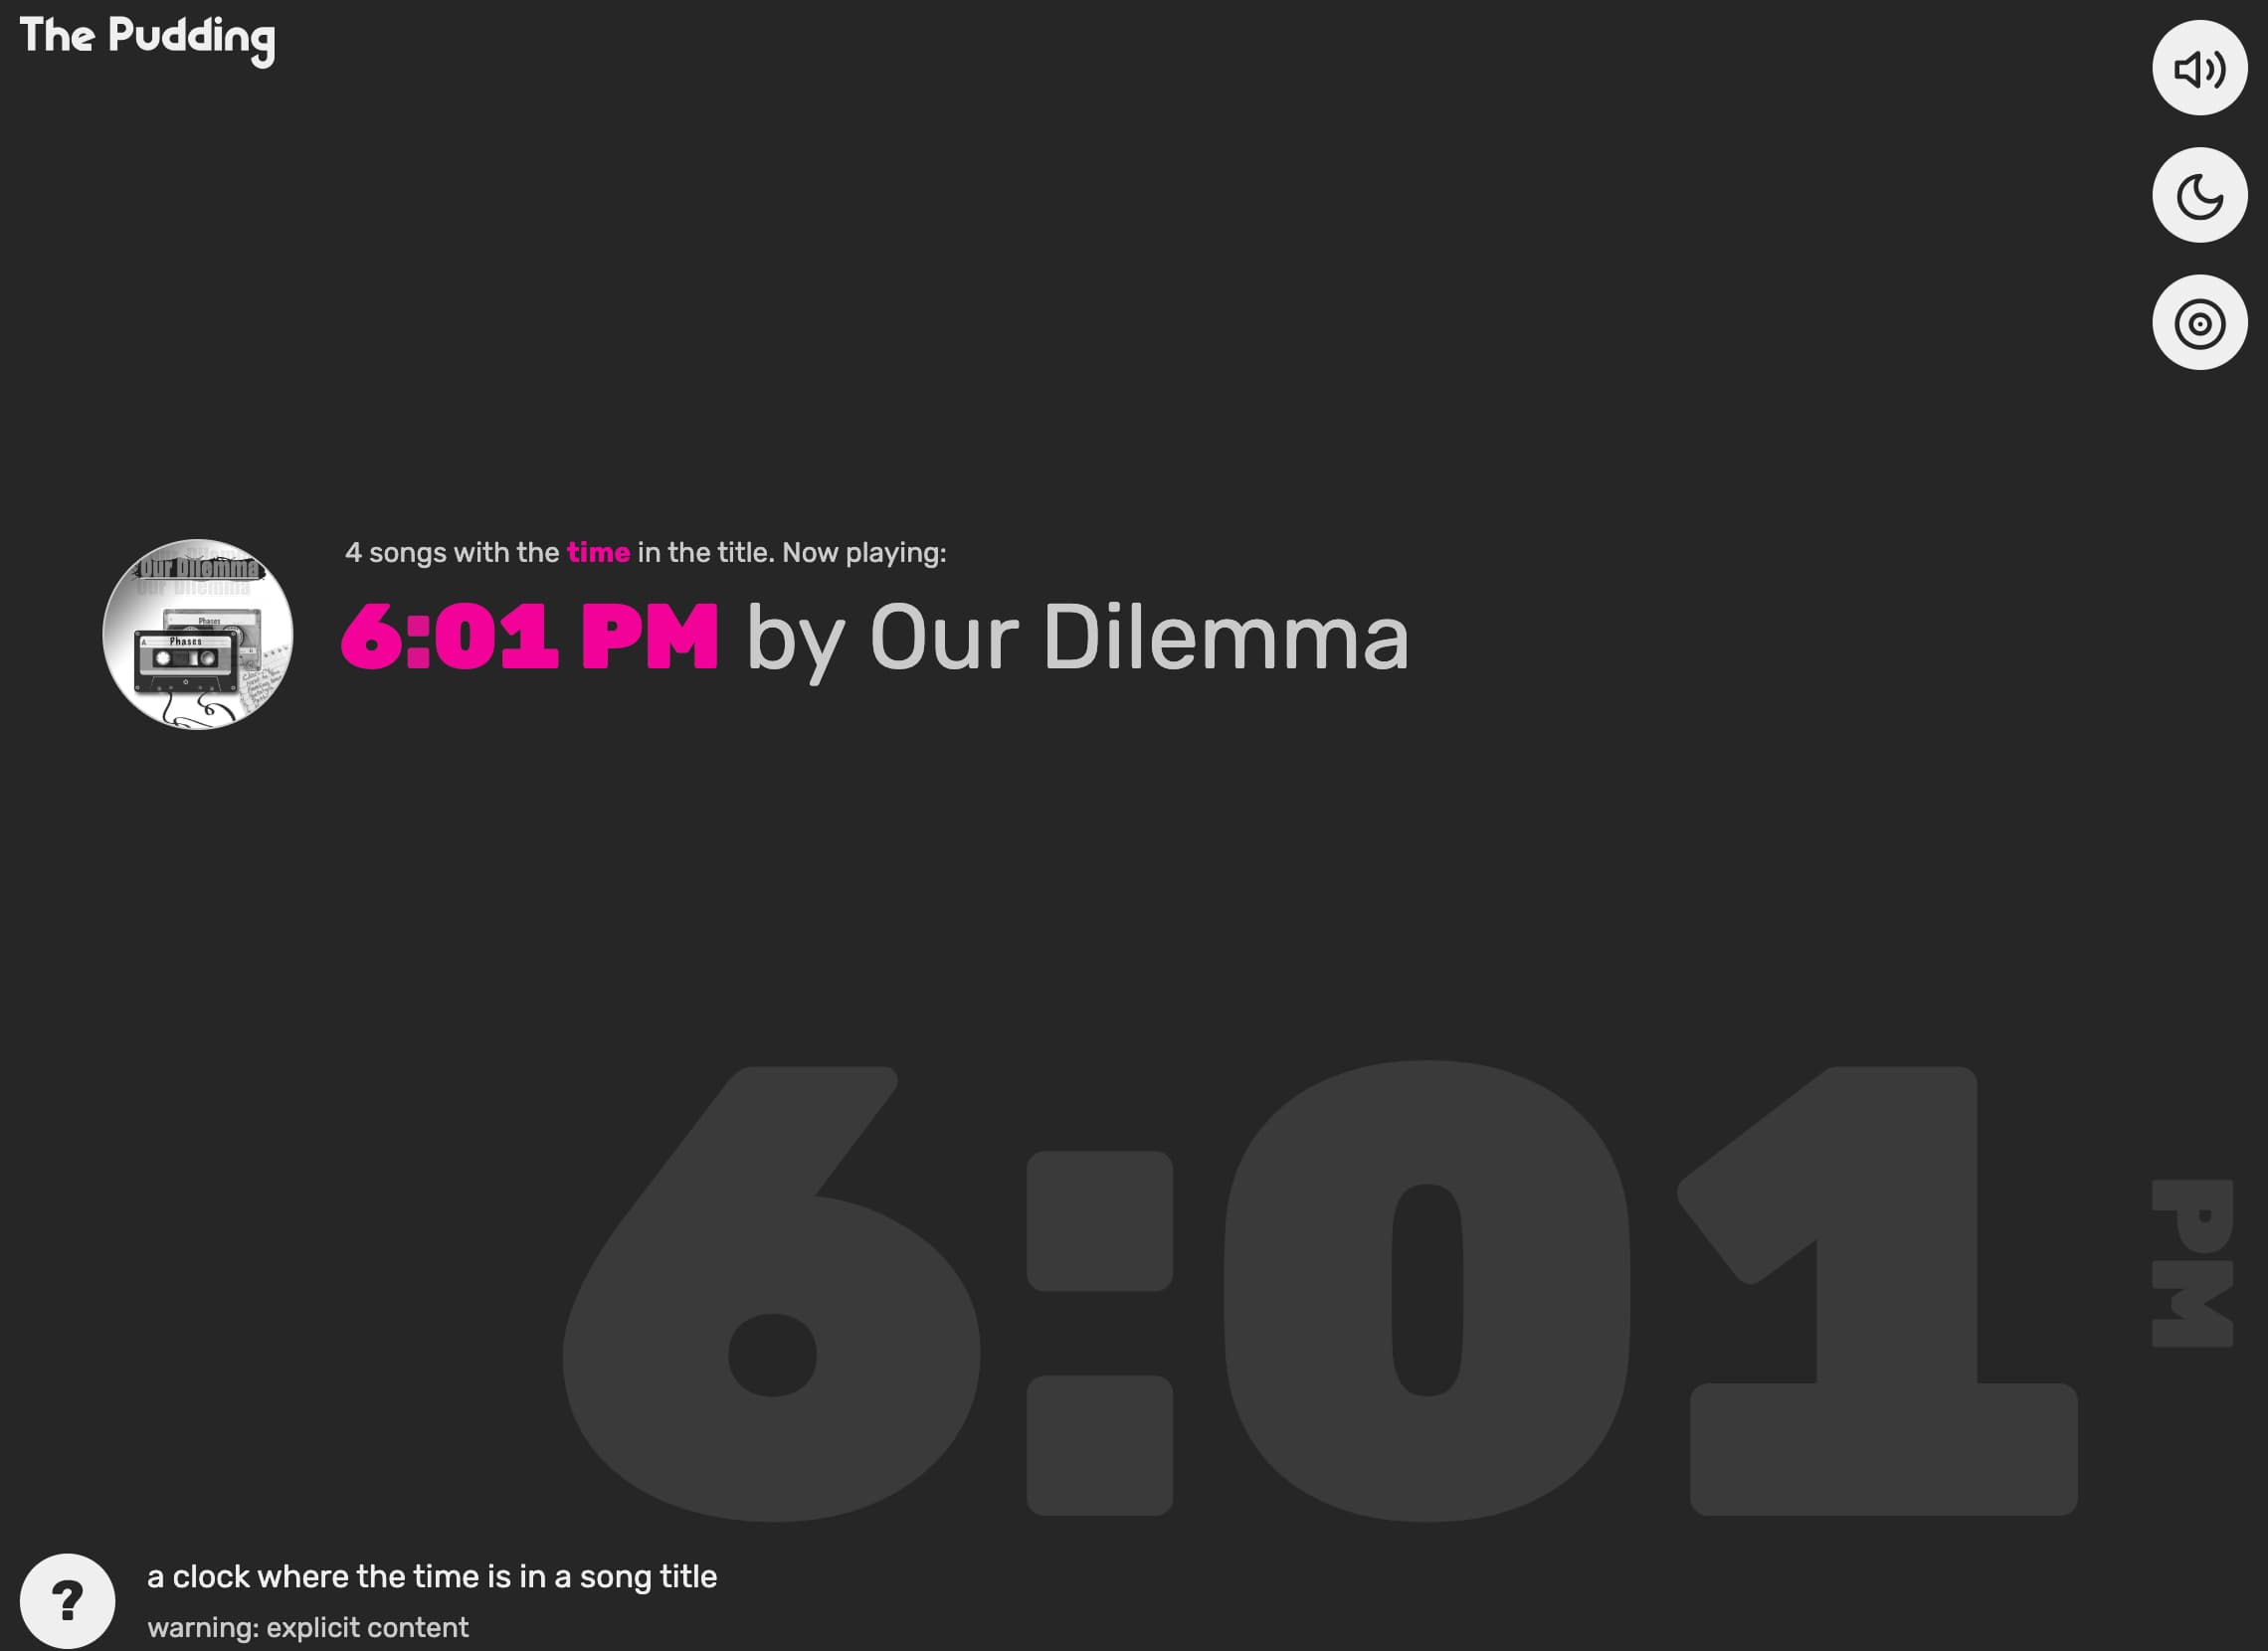 The Pudding
4 songs with the time in the title. Now playing:
6:01 PM by Our Dilemma
Our Dilemma
Our Dilemma
Phases
A Phases
6:01
PM
?
a clock where the time is in a song title
warning: explicit content